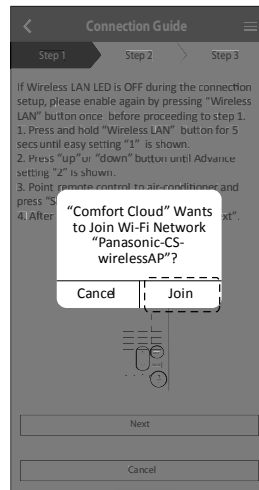 Connection Guide
Step 1
Step 2
Step 3
If Wireless LAN LED is OFF during the connection
setup, please enable again by pressing "Wireless
LAN" button once before proceeding to step 1.
1. Press and hold "Wireless LAN" button for 5
secs until easy setting "1" is shown.
2. Press "up" or "down" button until Advance
setting "2" is shown.
3. Point remote control to air-conditioner and
press "S
4. After
ext".
"Comfort Cloud" Wants
to Join Wi-Fi Network
"Panasonic-CS-
wirelessAP"?
Cancel
Join
Next
Cancel